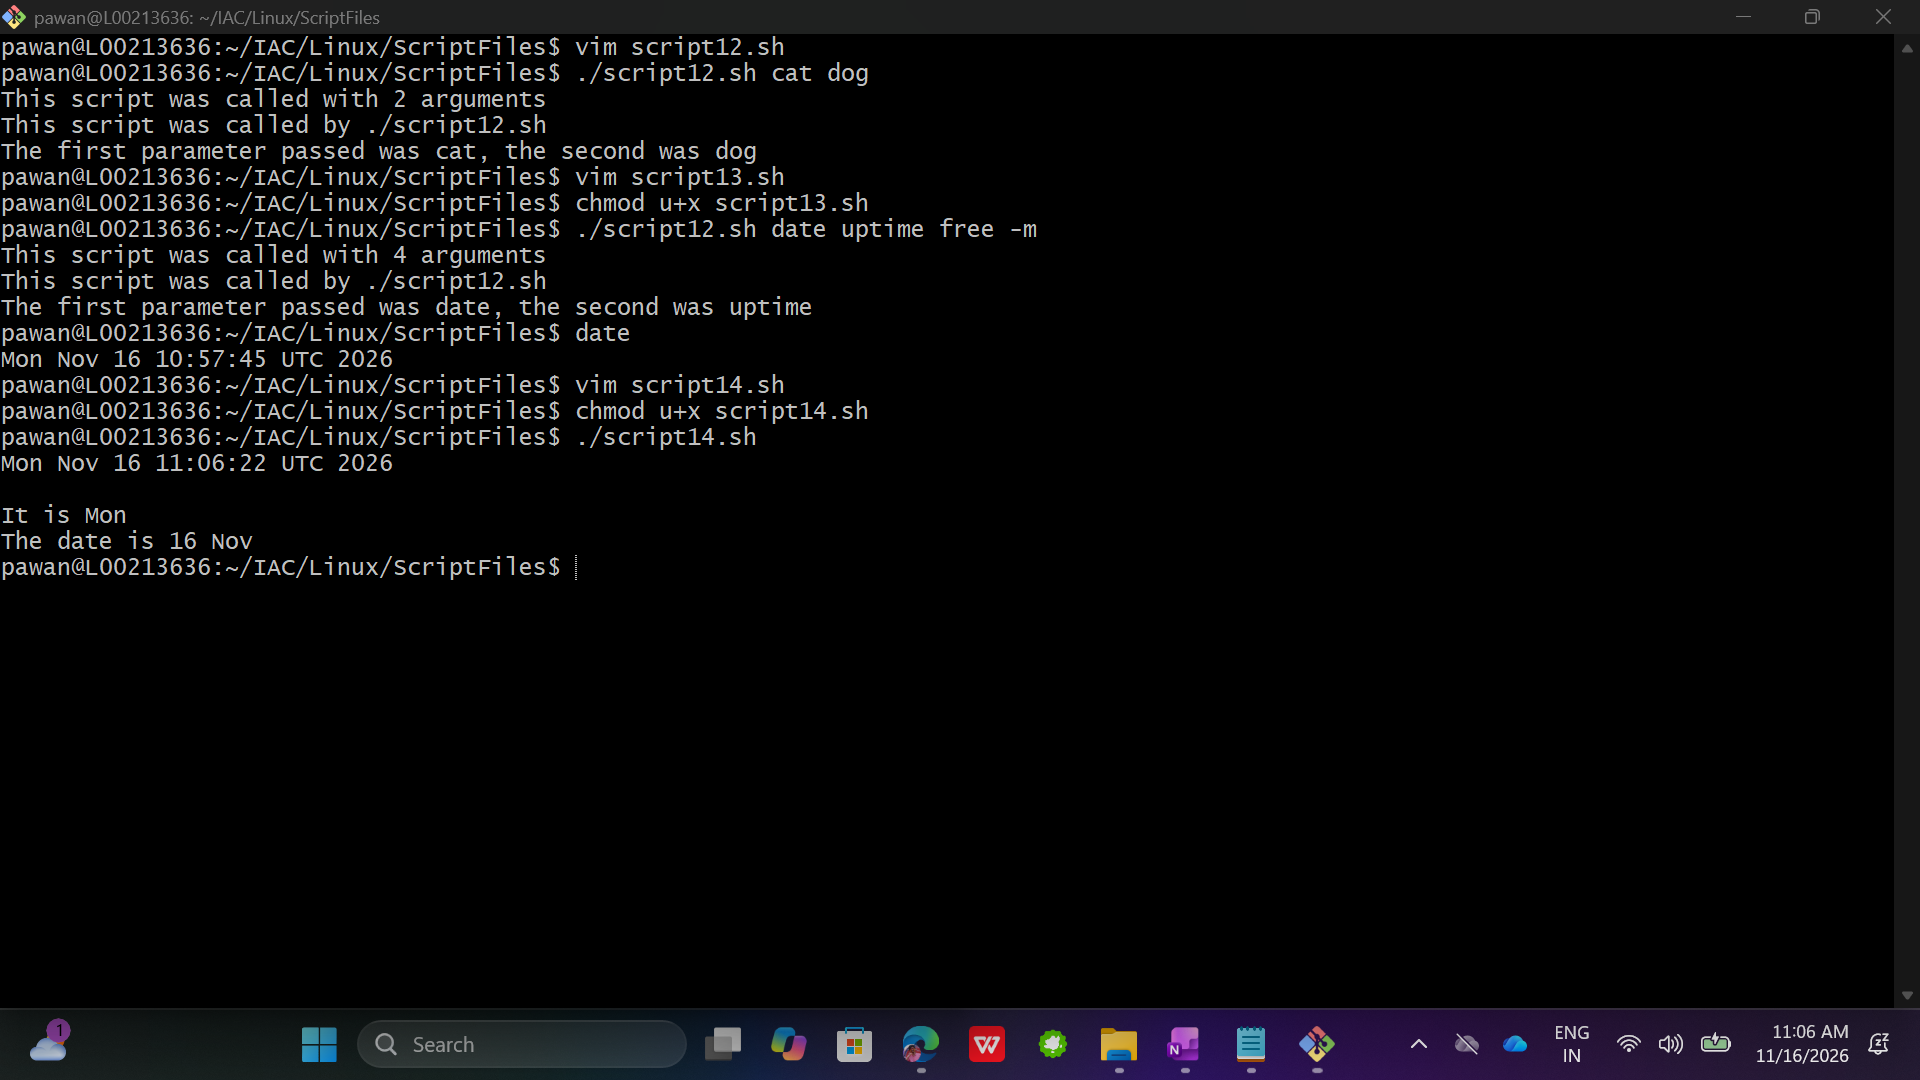 pawan@L00213636: ~/IAC/Linux/ScriptFiles
pawan@L00213636:~/IAC/Linux/ScriptFiles$ vim script12.sh
pawan@L00213636:~/IAC/Linux/ScriptFiles$ ./script12.sh cat dog
This script was called with 2 arguments
This script was called by ./script12.sh
The first parameter passed was cat, the second was dog
pawan@L00213636:~/IAC/Linux/ScriptFiles$ vim script13.sh
pawan@L00213636:~/IAC/Linux/ScriptFiles$ chmod u+x script13.sh
pawan@L00213636:~/IAC/Linux/ScriptFiles$ ./script12.sh date uptime free -m
This script was called with 4 arguments
This script was called by ./script12.sh
The first parameter passed was date, the second was uptime
pawan@L00213636:~/IAC/Linux/ScriptFiles$ date
Mon Nov 16 10:57:45 UTC 2026
pawan@L00213636:~/IAC/Linux/ScriptFiles$ vim script14.sh
pawan@L00213636:~/IAC/Linux/ScriptFiles$ chmod u+x script14.sh
pawan@L00213636:~/IAC/Linux/ScriptFiles$ ./script14.sh
Mon Nov 16 11:06:22 UTC 2026
It is Mon
The date is 16 Nov
pawan@L00213636:~/IAC/Linux/ScriptFiles$
1
Search
W
N
ENG
IN
11:06 AM
11/16/2026